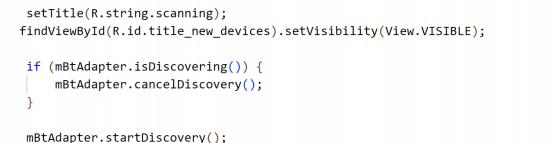 setTitle(R.string.scanning);
findViewById(R.id.title_new_devices).setVisibility(View.VISIBLE);
if (mBtAdapter.isDiscovering()) {
mBtAdapter.cancelDiscovery();
}
mBtAdapter.startDiscovery();